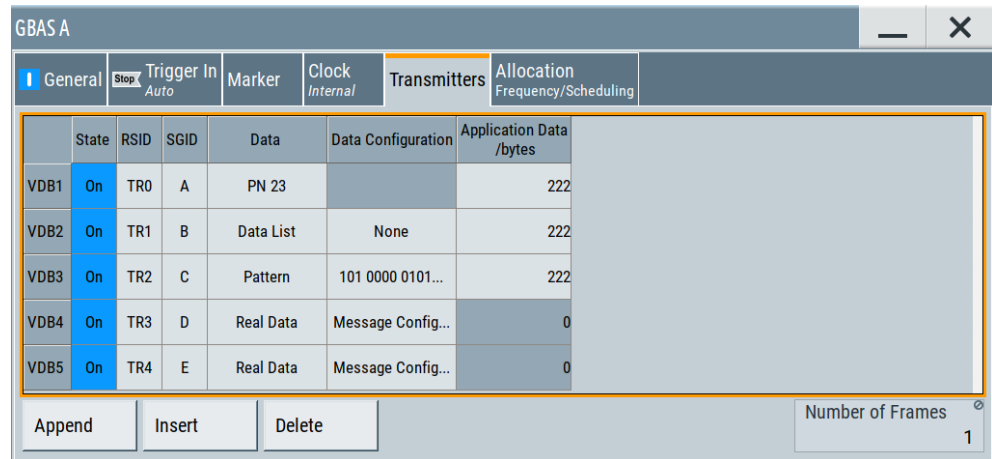 GBAS A
General
Stop
Trigger In
Auto
Marker
Clock
Internal
Transmitters
Allocation
Frequency/Scheduling
State RSID SGID Data Data Configuration Application Data
/bytes
VDB1 On TR0 A PN 23 222
VDB2 On TR1 B Data List None 222
VDB3 On TR2 C Pattern 101 0000 0101... 222
VDB4 On TR3 D Real Data Message Config... 0
VDB5 On TR4 E Real Data Message Config... 0
Append Insert Delete
Number of Frames
1